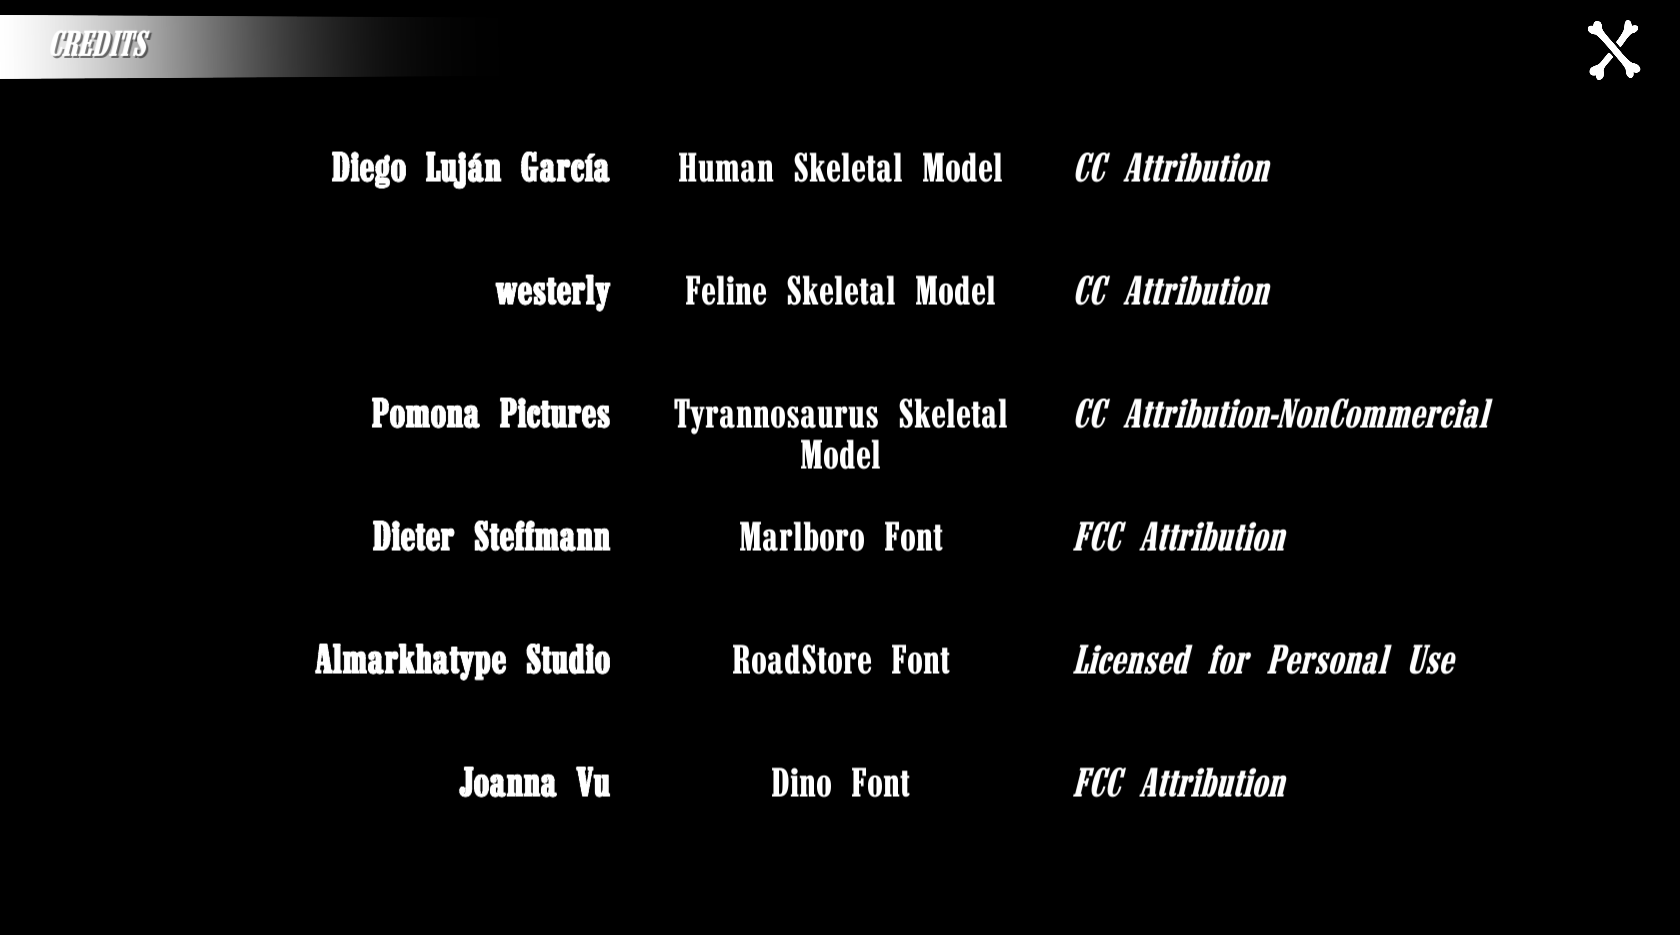 CREDITS
Diego Luján García Human Skeletal Model CC Attribution
westerly Feline Skeletal Model CC Attribution
Pomona Pictures Tyrannosaurus Skeletal CC Attribution-NonCommercial
Model
Dieter Steffmann Marlboro Font FCC Attribution
Almarkhatype Studio RoadStore Font Licensed for Personal Use
Joanna Vu Dino Font FCC Attribution